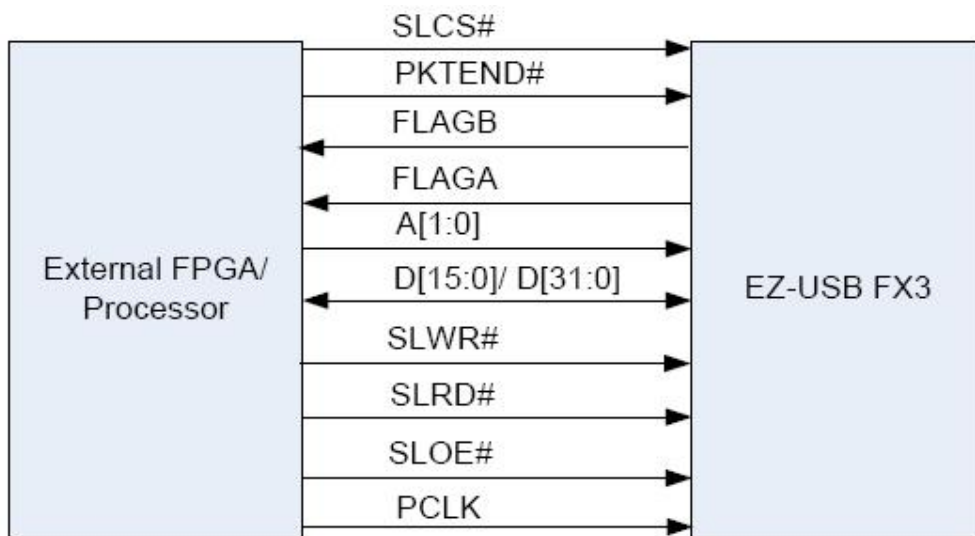 SLCS#
PKTEND#
FLAGB
FLAGA
A[1:0]
External FPGA/
Processor
D[15:0]/ D[31:0]
EZ-USB FX3
SLWR#
SLRD#
SLOE#
PCLK